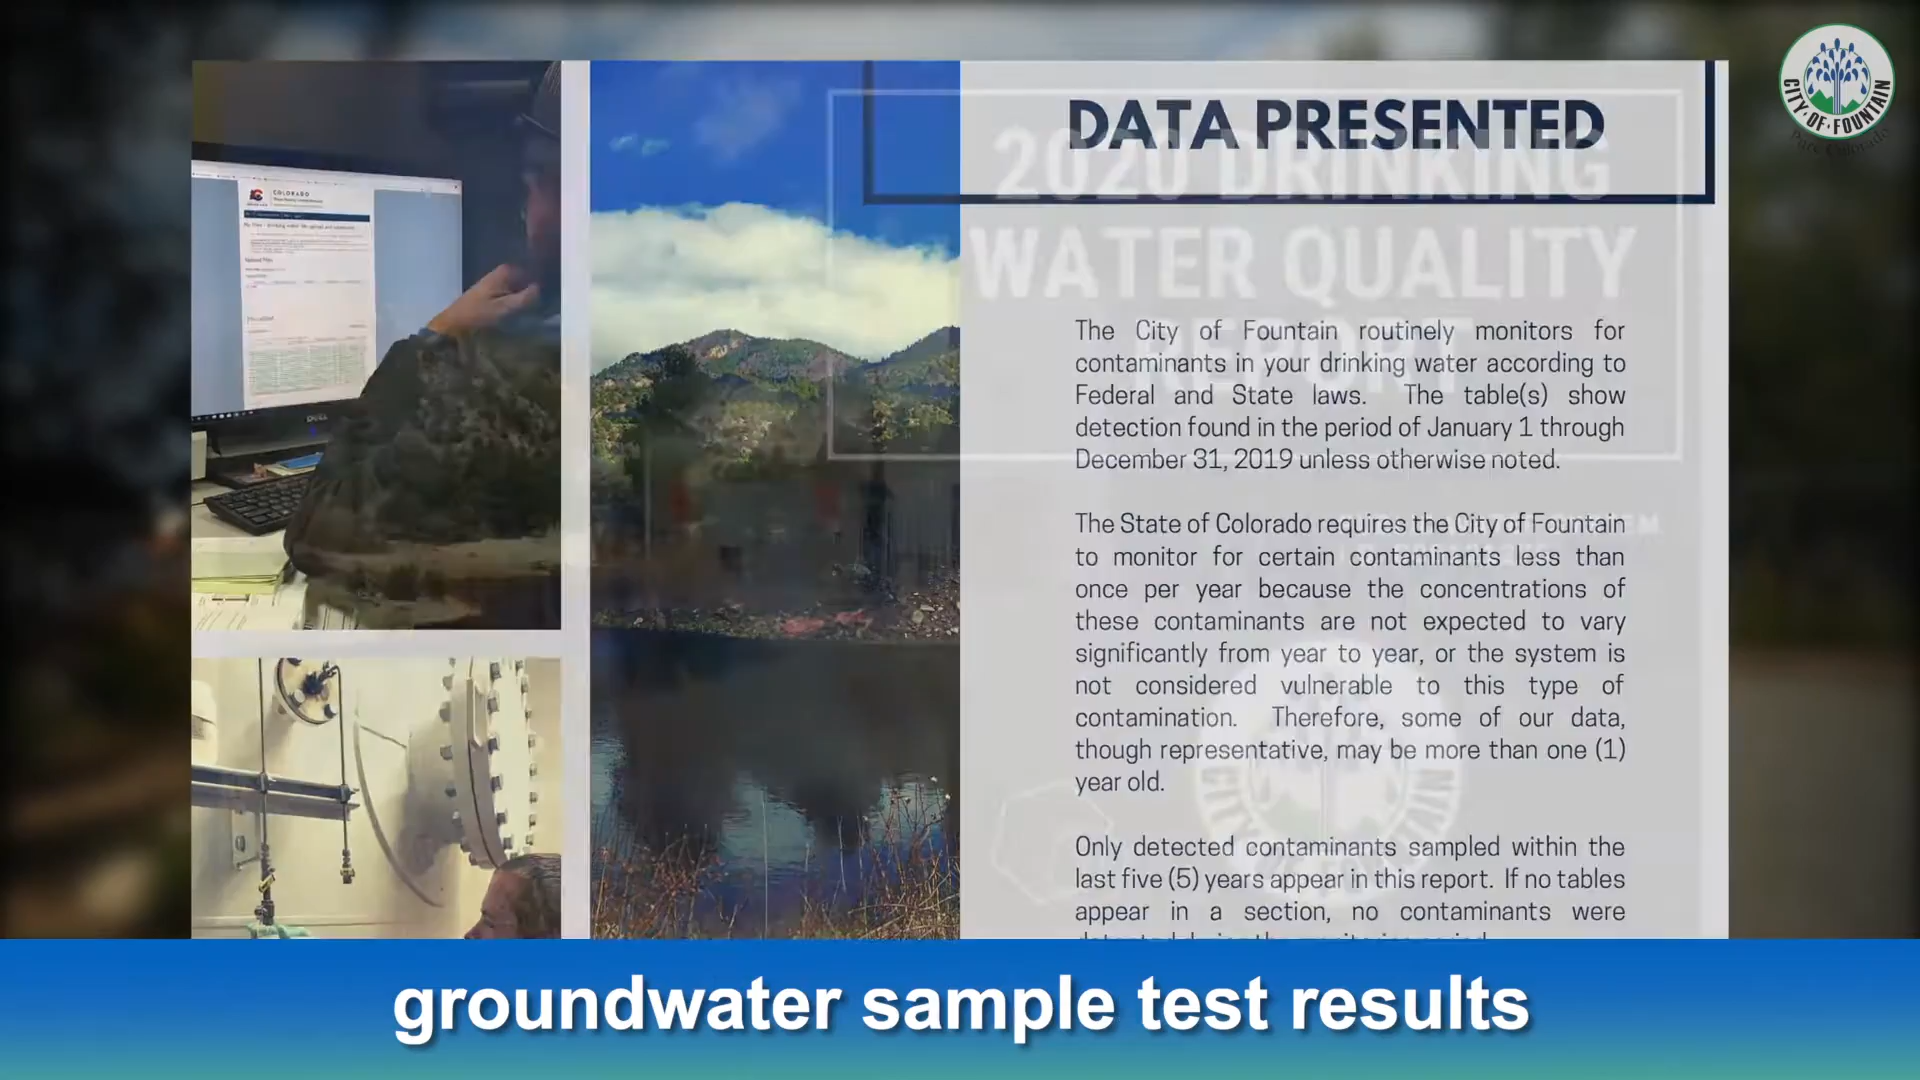 DATA PRESENTED
2020 DRINKING
WATER QUALITY
REPORT
The City of Fountain routinely monitors for
contaminants in your drinking water according to
Federal and State laws. The table(s) show
detection found in the period of January 1 through
December 31, 2019 unless otherwise noted.
The State of Colorado requires the City of Fountain
to monitor for certain contaminants less than
once per year because the concentrations of
these contaminants are not expected to vary
significantly from year to year, or the system is
not considered vulnerable to this type of
contamination. Therefore, some of our data,
though representative, may be more than one (1)
year old.
Only detected contaminants sampled within the
last five (5) years appear in this report. If no tables
appear in a section, no contaminants were
CITY OF FOUNTAIN
COLORADO
groundwater sample test results